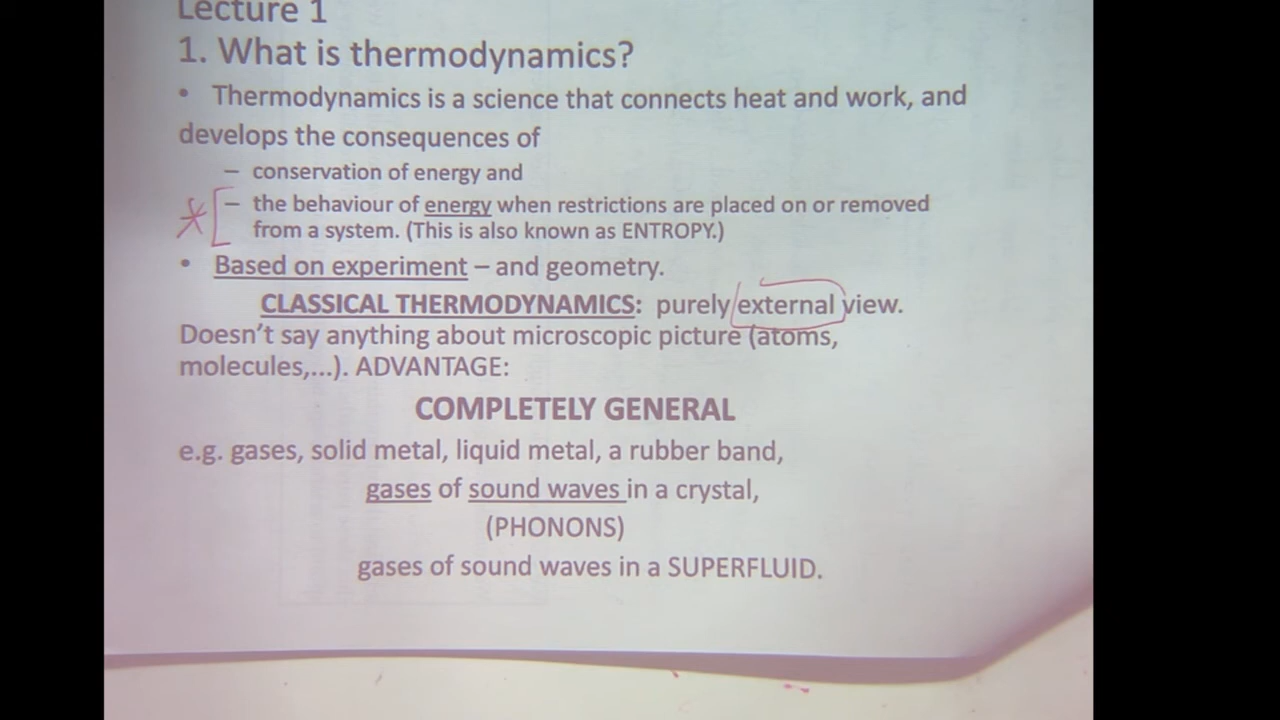 Lecture 1
1. What is thermodynamics?
• Thermodynamics is a science that connects heat and work, and
develops the consequences of
– conservation of energy and
– the behaviour of energy when restrictions are placed on or removed
from a system. (This is also known as ENTROPY.)
• Based on experiment – and geometry.
CLASSICAL THERMODYNAMICS: purely external view.
Doesn't say anything about microscopic picture (atoms,
molecules,...). ADVANTAGE:
COMPLETELY GENERAL
e.g. gases, solid metal, liquid metal, a rubber band,
gases of sound waves in a crystal,
(PHONONS)
gases of sound waves in a SUPERFLUID.